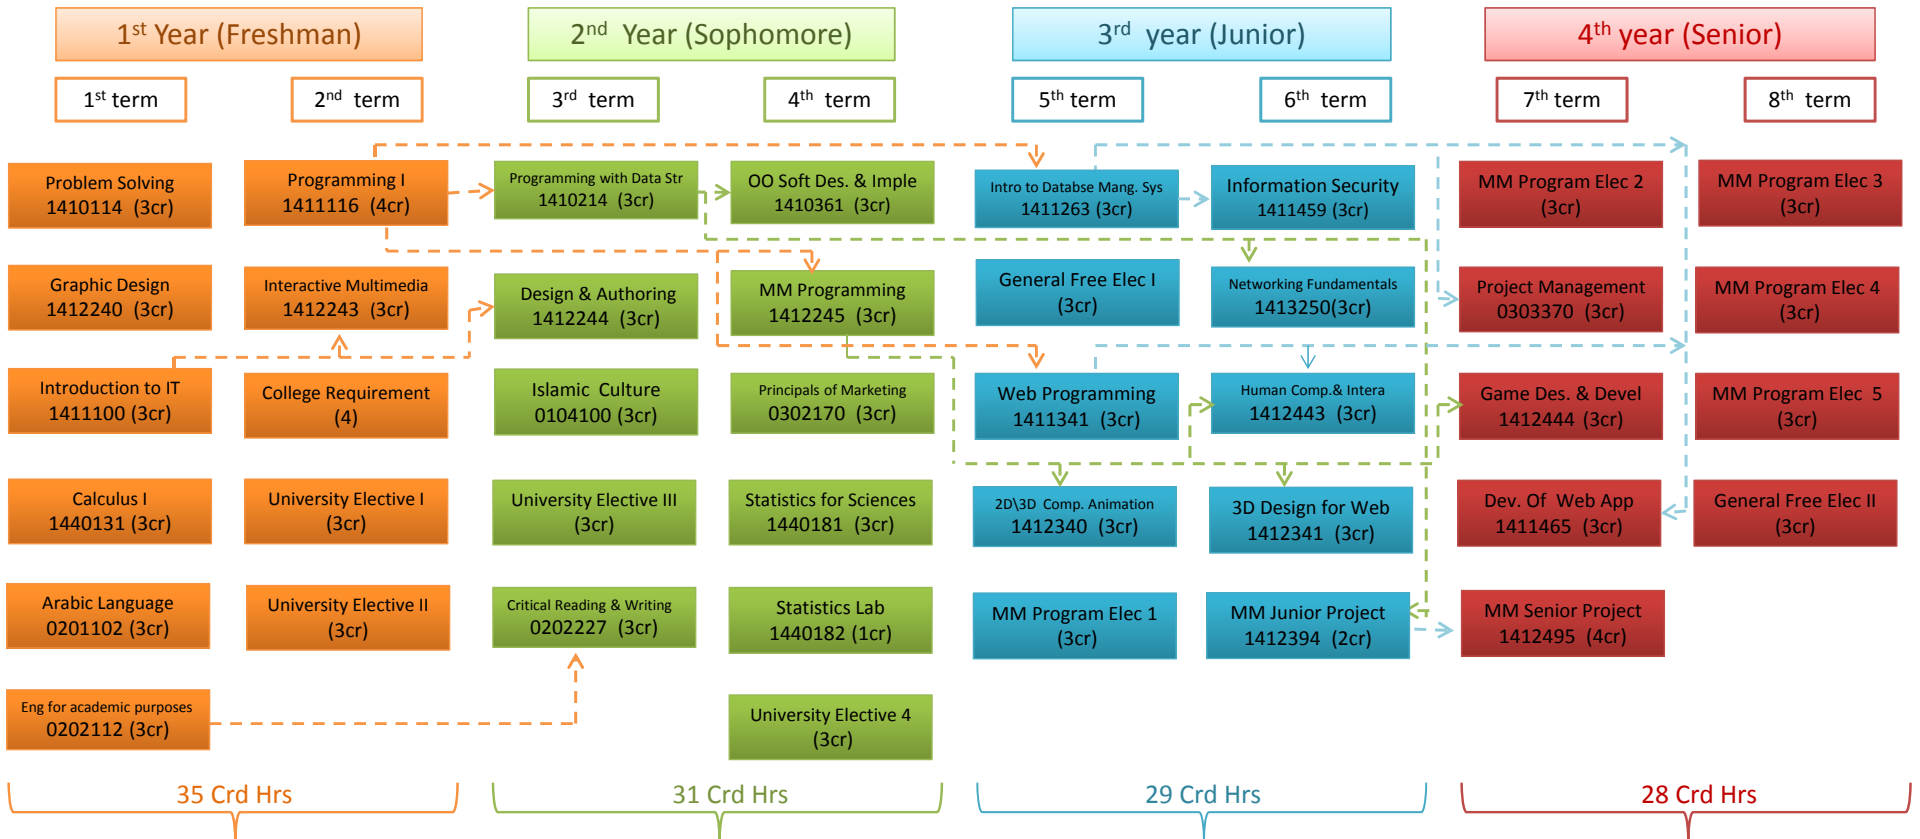 1st Year (Freshman)
2nd Year (Sophomore)
3rd year (Junior)
4th year (Senior)
1st term
2nd term
3rd term
4th term
5th term
6th term
7th term
8th term
Problem Solving
1410114 (3cr)
Programming I
1411116 (4cr)
Programming with Data Str
1410214 (3cr)
OO Soft Des. & Imple
1410361 (3cr)
Intro to Databse Mang. Sys
1411263 (3cr)
Information Security
1411459 (3cr)
MM Program Elec 2
(3cr)
MM Program Elec 3
(3cr)
Graphic Design
1412240 (3cr)
Interactive Multimedia
1412243 (3cr)
Design & Authoring
1412244 (3cr)
MM Programming
1412245 (3cr)
General Free Elec I
(3cr)
Networking Fundamentals
1413250(3cr)
Project Management
0303370 (3cr)
MM Program Elec 4
(3cr)
Introduction to IT
1411100 (3cr)
College Requirement
(4)
Islamic Culture
0104100 (3cr)
Principals of Marketing
0302170 (3cr)
Web Programming
1411341 (3cr)
Human Comp.& Intera
1412443 (3cr)
Game Des. & Devel
1412444 (3cr)
MM Program Elec 5
(3cr)
Calculus I
1440131 (3cr)
University Elective I
(3cr)
University Elective III
(3cr)
Statistics for Sciences
1440181 (3cr)
2D\3D Comp. Animation
1412340 (3cr)
3D Design for Web
1412341 (3cr)
Dev. Of Web App
1411465 (3cr)
General Free Elec II
(3cr)
Arabic Language
0201102 (3cr)
University Elective II
(3cr)
Critical Reading & Writing
0202227 (3cr)
Statistics Lab
1440182 (1cr)
MM Program Elec 1
(3cr)
MM Junior Project
1412394 (2cr)
MM Senior Project
1412495 (4cr)
Eng for academic purposes
0202112 (3cr)
University Elective 4
(3cr)
35 Crd Hrs
31 Crd Hrs
29 Crd Hrs
28 Crd Hrs